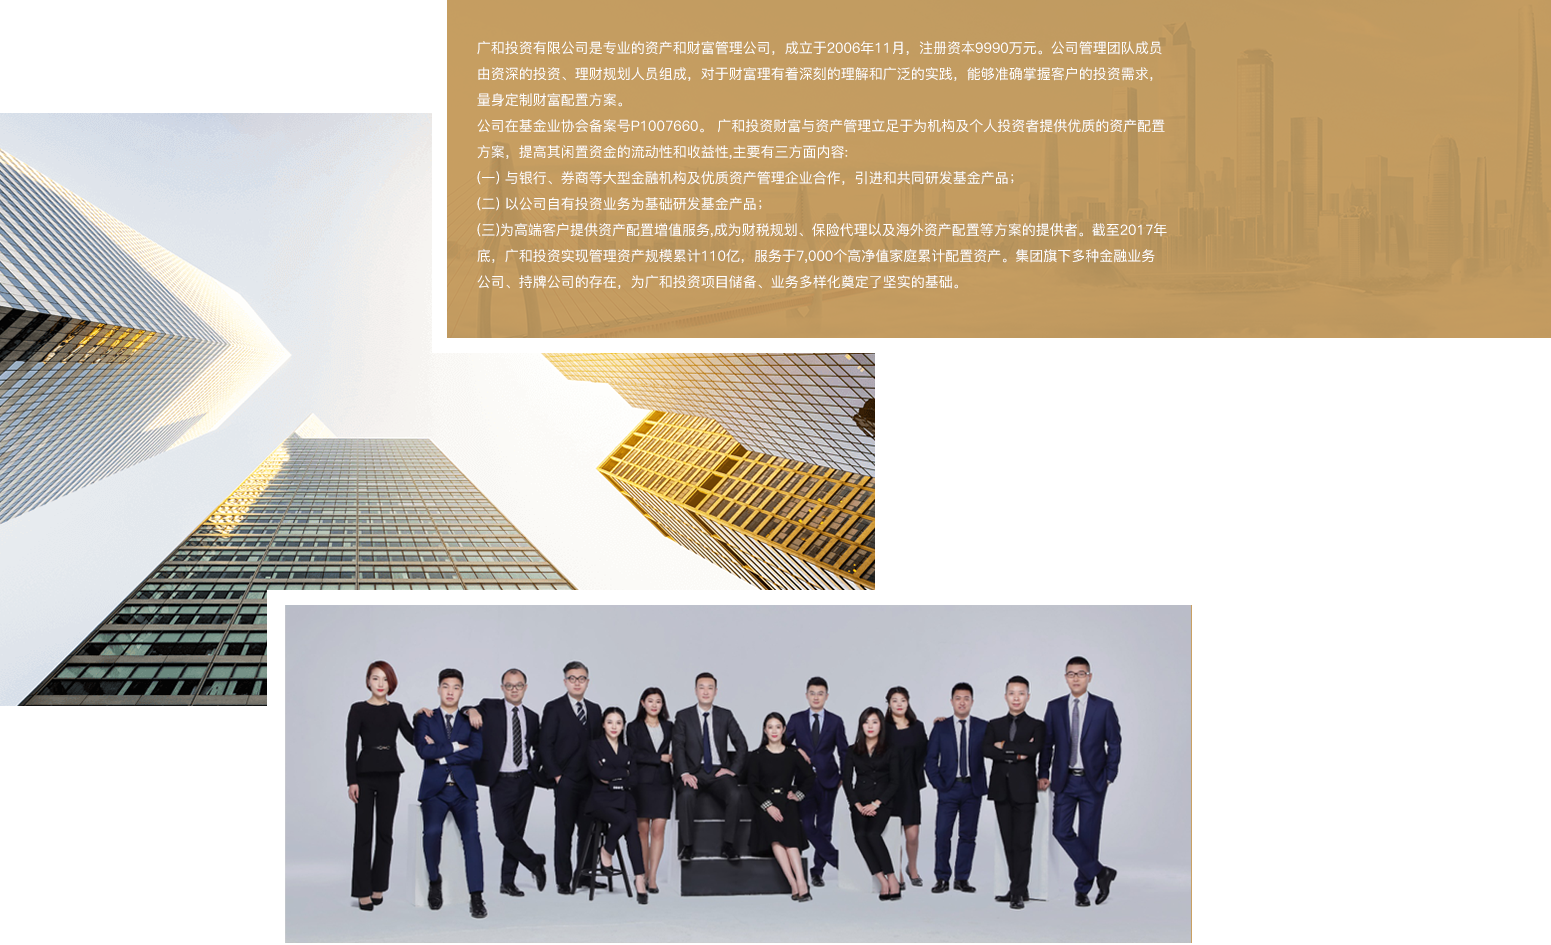 广和投资有限公司是专业的资产和财富管理公司，成立于2006年11月，注册资本9990万元。公司管理团队成员
由资深的投资、理财规划人员组成，对于财富理有着深刻的理解和广泛的实践，能够准确掌握客户的投资需求，
量身定制财富配置方案。
公司在基金业协会备案号P1007660。 广和投资财富与资产管理立足于为机构及个人投资者提供优质的资产配置
方案，提高其闲置资金的流动性和收益性,主要有三方面内容:
(一) 与银行、券商等大型金融机构及优质资产管理企业合作，引进和共同研发基金产品；
(二) 以公司自有投资业务为基础研发基金产品；
(三)为高端客户提供资产配置增值服务,成为财税规划、保险代理以及海外资产配置等方案的提供者。截至2017年
底，广和投资实现管理资产规模累计110亿，服务于7,000个高净值家庭累计配置资产。集团旗下多种金融业务
公司、持牌公司的存在，为广和投资项目储备、业务多样化奠定了坚实的基础。